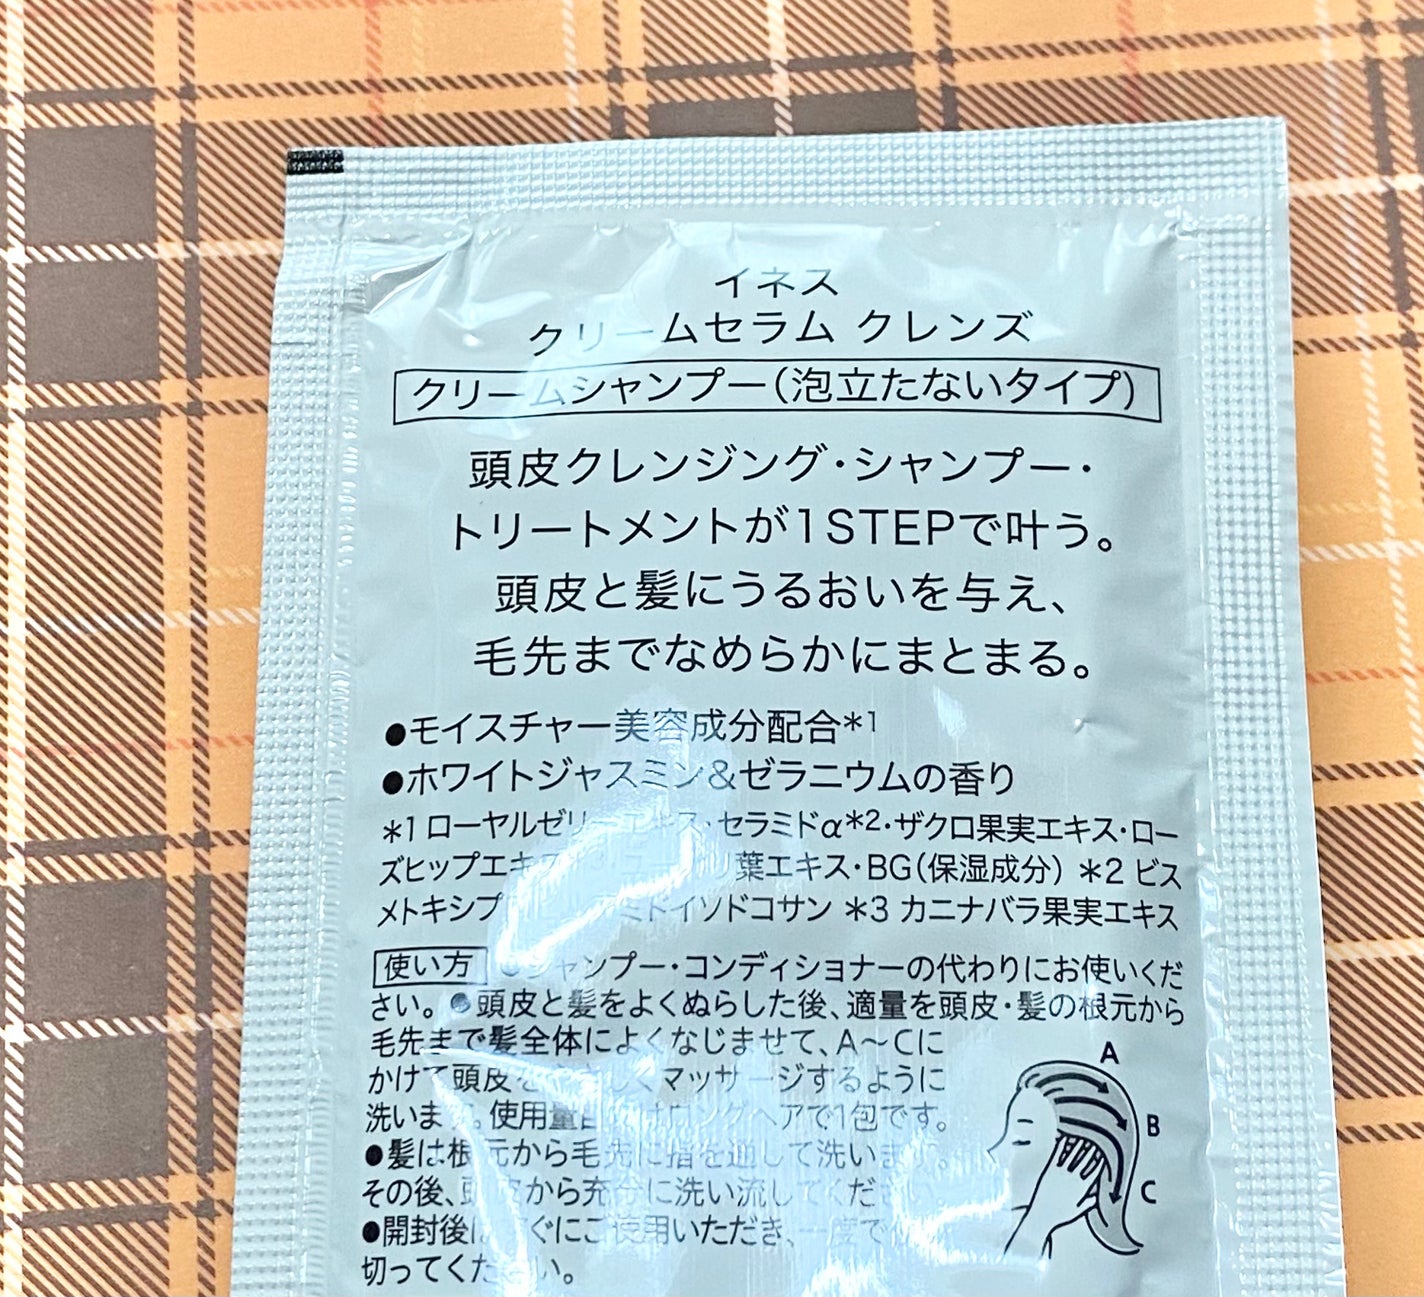 イネス
クリームセラム クレンズ
クリームシャンプー(泡立たないタイプ)
頭皮クレンジング・シャンプー・
トリートメントが1STEPで叶う。
頭皮と髪にうるおいを与え、
毛先までなめらかにまとまる。
●モイスチャー美容成分配合*1
●ホワイトジャスミン&ゼラニウムの香り
*1 ローヤルゼリーエキス・セラミドα*2・ザクロ果実エキス・ロー
ズヒップエキス 葉エキス・BG(保湿成分) *2 ビス
メトキシプ ミドイソドコサン *3 カニナバラ果実エキス
使い方 ●シャンプー・コンディショナーの代わりにお使いくだ
さい。●頭皮と髪をよくぬらした後、適量を頭皮・髪の根元から
毛先まで髪全体によくなじませて、A〜Cに
かけて頭皮をやさしくマッサージするように
洗います。使用量目安はロングヘアで1包です。
●髪は根元から毛先に指を通して洗います。
その後、頭皮から充分に洗い流してください。
●開封後はすぐにご使用いただき、一度で
切ってください。
A
B
C